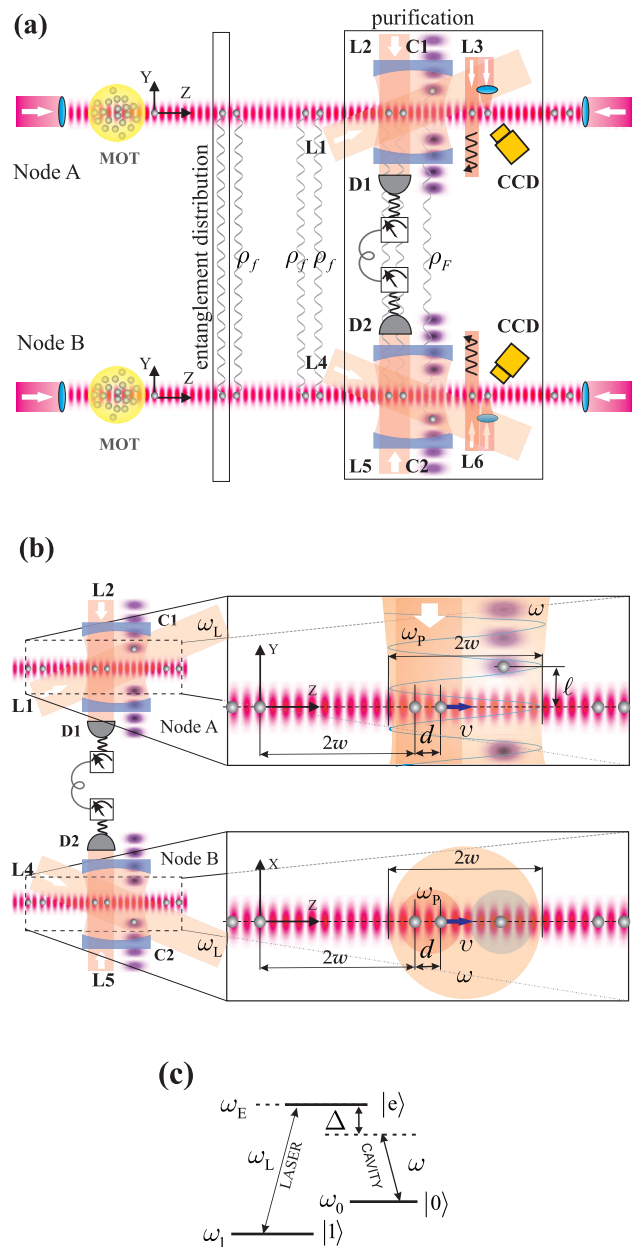 (a)
purification
L2
C1
L3
Y
Z
MOT
L1
Node A
D1
CCD
entanglement distribution
ρf
ρf
ρf
ρF
D2
CCD
Node B
Y
Z
L4
MOT
L5
C2
L6
(b)
L2
C1
ωL
L1
D1
Node A
Y
ωP
2w
ω
ℓ
Z
2w
d
υ
D2
Node B
L4
ωL
C2
L5
X
2w
ωP
Z
2w
d
υ
ω
(c)
ωE
|e⟩
Δ
ωL
LASER
CAVITY
ω
ω0
|0⟩
ω1
|1⟩